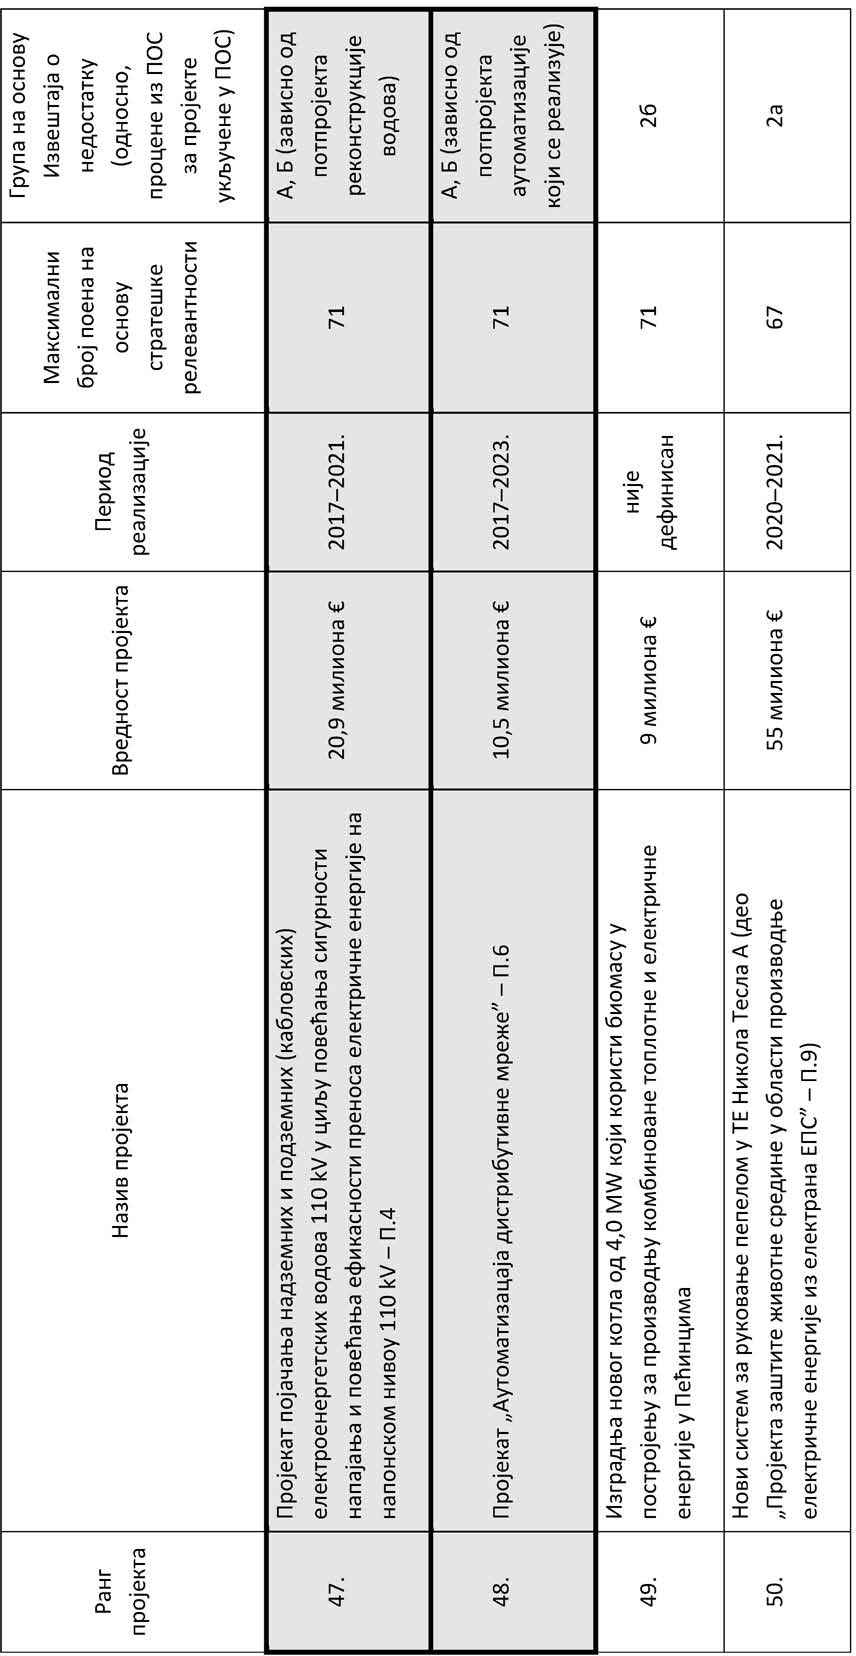 Ранг
пројекта
Назив пројекта
Вредност пројекта
Период
реализације
Максимални
број поена на
основу
стратешке
релевантности
Група на основу
Извештаја о
недостатку
(односно,
процене из ПОС
за пројекте
укључене у ПОС)
47.
Пројекат појачања надземних и подземних (кабловских)
електроенергетских водова 110 kV у циљу повећања сигурности
напајања и повећања ефикасности преноса електричне енергије на
напонском нивоу 110 kV – П.4
20,9 милиона €
2017–2021.
71
А, Б (зависно од
потпројекта
реконструкције
водова)
48.
Пројекат „Аутоматизацаја дистрибутивне мреже” – П.6
10,5 милиона €
2017–2023.
71
А, Б (зависно од
потпројекта
аутоматизације
који се реализује)
49.
Изградња новог котла од 4,0 MW који користи биомасу у
постројењу за производњу комбиноване топлотне и електричне
енергије у Пећинцима
9 милиона €
није
дефинисан
71
2б
50.
Нови систем за руковање пепелом у ТЕ Никола Тесла А (део
„Пројекта заштите животне средине у области производње
електричне енергије из електрана ЕПС” – П.9)
55 милиона €
2020–2021.
67
2а